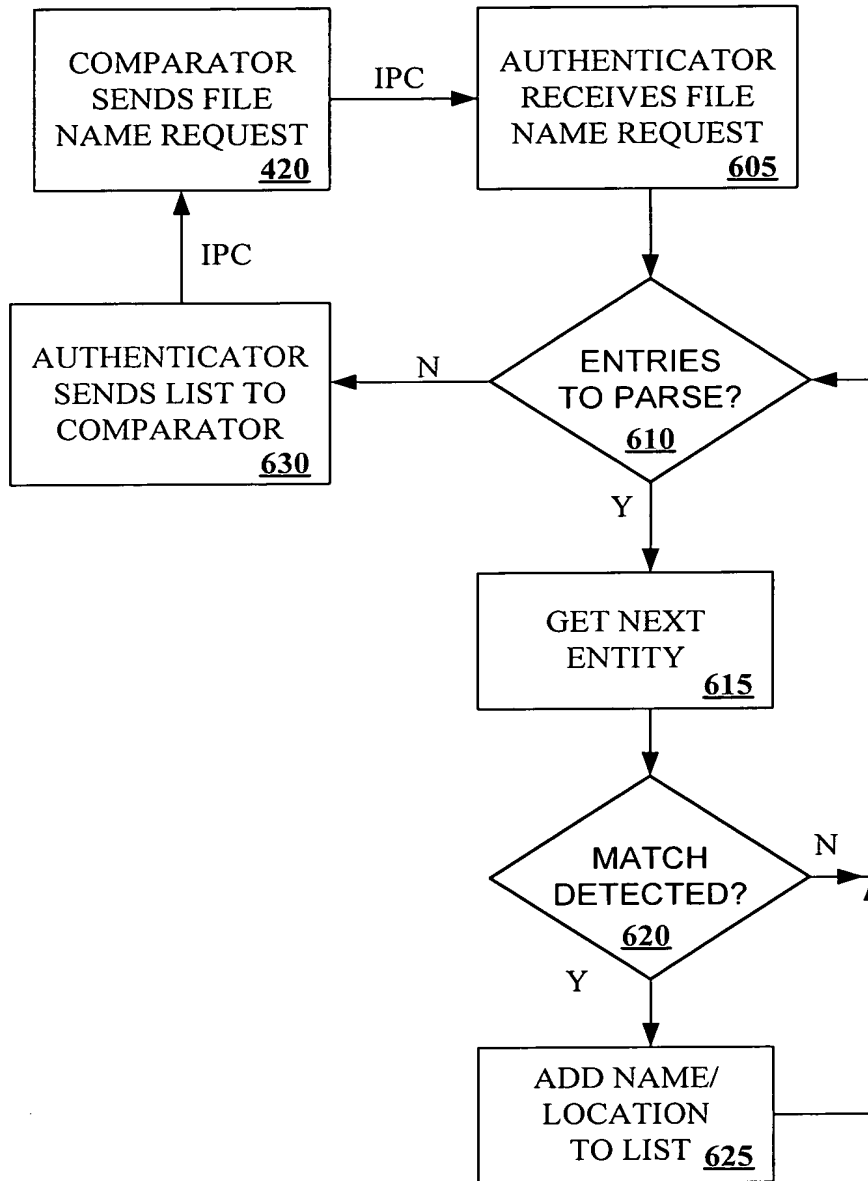 COMPARATOR
SENDS FILE
NAME REQUEST
420
IPC
AUTHENTICATOR
RECEIVES FILE
NAME REQUEST
605
IPC
AUTHENTICATOR
SENDS LIST TO
COMPARATOR
630
N
ENTRIES
TO PARSE?
610
Y
GET NEXT
ENTITY
615
MATCH
DETECTED?
620
N
Y
ADD NAME/
LOCATION
TO LIST
625